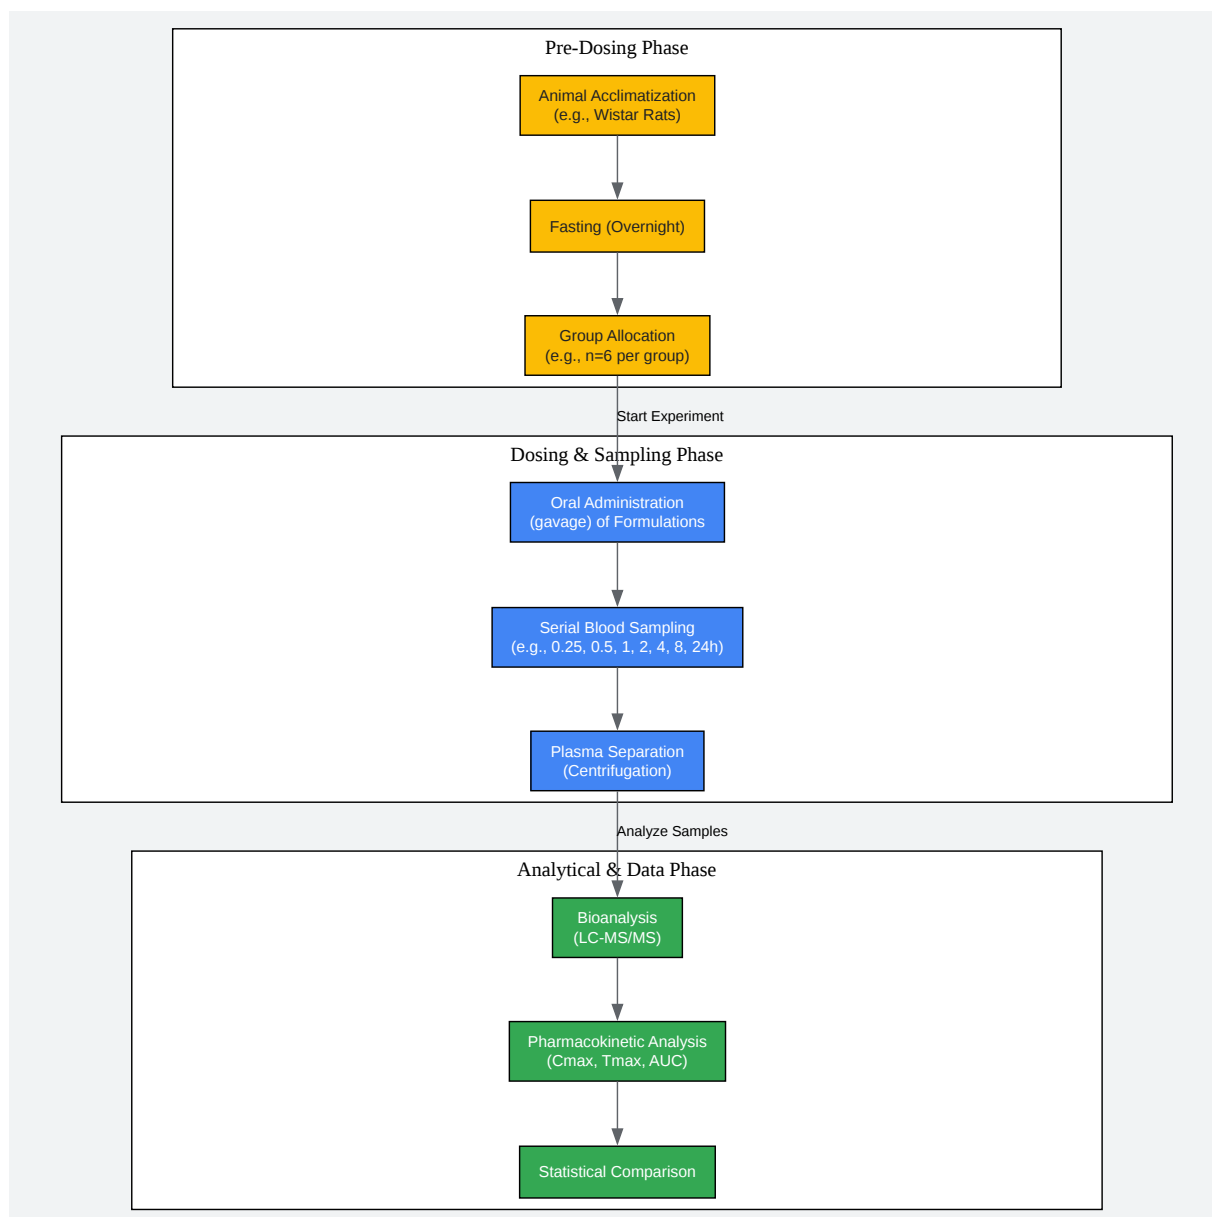 Pre-Dosing Phase
Animal Acclimatization
(e.g., Wistar Rats)
Fasting (Overnight)
Group Allocation
(e.g., n=6 per group)
Start Experiment
Dosing & Sampling Phase
Oral Administration
(gavage) of Formulations
Serial Blood Sampling
(e.g., 0.25, 0.5, 1, 2, 4, 8, 24h)
Plasma Separation
(Centrifugation)
Analyze Samples
Analytical & Data Phase
Bioanalysis
(LC-MS/MS)
Pharmacokinetic Analysis
(Cmax, Tmax, AUC)
Statistical Comparison